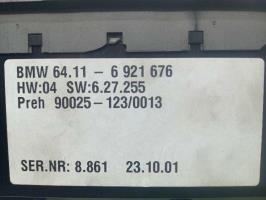 BMW 64.11 - 6 921 676
HW:04 SW:6.27.255
Preh 90025-123/0013
SER.NR: 8.861 23.10.01